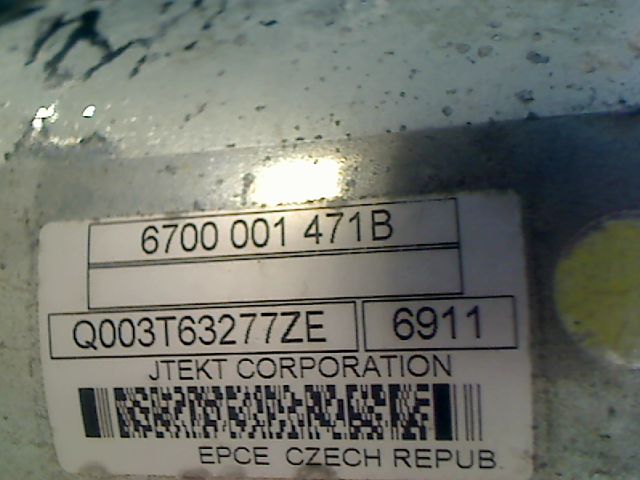 6700 001 471B
Q003T63277ZE 6911
JTEKT CORPORATION
EPCE CZECH REPUB.